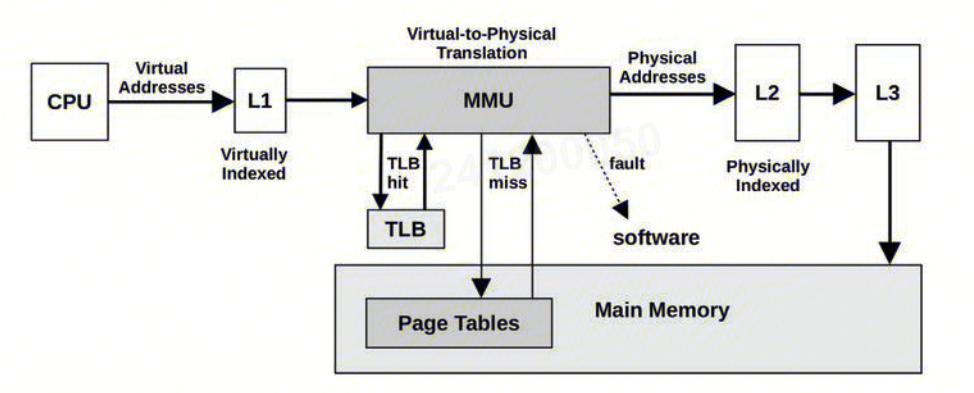 Virtual-to-Physical
Translation
CPU
Virtual
Addresses
L1
MMU
Physical
Addresses
L2
L3
Virtually
Indexed
TLB
hit
TLB
miss
fault
Physically
Indexed
TLB
software
Page Tables
Main Memory